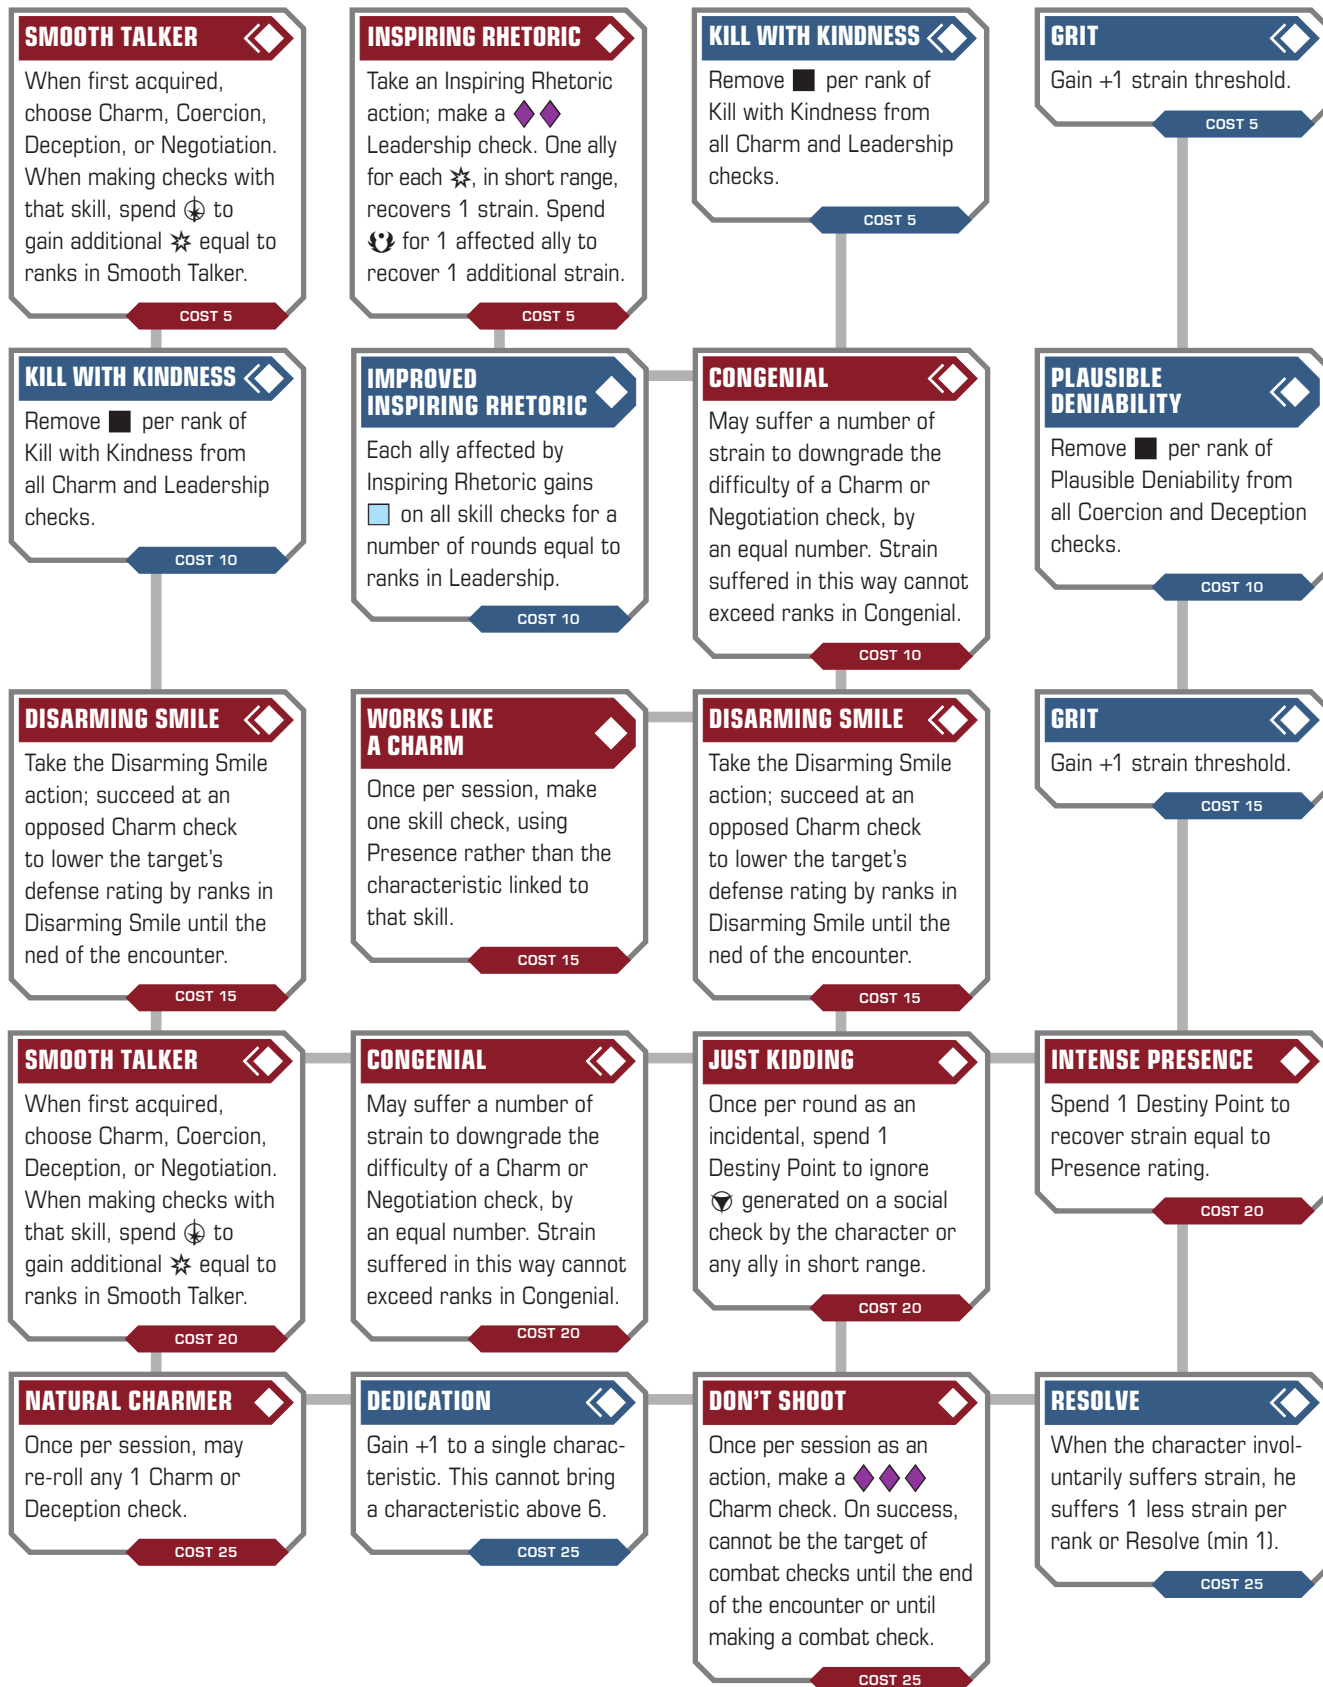 SMOOTH TALKER
When first acquired,
choose Charm, Coercion,
Deception, or Negotiation.
When making checks with
that skill, spend to
gain additional equal to
ranks in Smooth Talker.
COST 5
INSPIRING RHETORIC
Take an Inspiring Rhetoric
action; make a
Leadership check. One ally
for each , in short range,
recovers 1 strain. Spend
for 1 affected ally to
recover 1 additional strain.
COST 5
KILL WITH KINDNESS
Remove per rank of
Kill with Kindness from
all Charm and Leadership
checks.
COST 5
GRIT
Gain +1 strain threshold.
COST 5
KILL WITH KINDNESS
Remove per rank of
Kill with Kindness from
all Charm and Leadership
checks.
COST 10
IMPROVED
INSPIRING RHETORIC
Each ally affected by
Inspiring Rhetoric gains
on all skill checks for a
number of rounds equal to
ranks in Leadership.
COST 10
CONGENIAL
May suffer a number of
strain to downgrade the
difficulty of a Charm or
Negotiation check, by
an equal number. Strain
suffered in this way cannot
exceed ranks in Congenial.
COST 10
PLAUSIBLE
DENIABILITY
Remove per rank of
Plausible Deniability from
all Coercion and Deception
checks.
COST 10
DISARMING SMILE
Take the Disarming Smile
action; succeed at an
opposed Charm check
to lower the target's
defense rating by ranks in
Disarming Smile until the
ned of the encounter.
COST 15
WORKS LIKE
A CHARM
Once per session, make
one skill check, using
Presence rather than the
characteristic linked to
that skill.
COST 15
DISARMING SMILE
Take the Disarming Smile
action; succeed at an
opposed Charm check
to lower the target's
defense rating by ranks in
Disarming Smile until the
ned of the encounter.
COST 15
GRIT
Gain +1 strain threshold.
COST 15
SMOOTH TALKER
When first acquired,
choose Charm, Coercion,
Deception, or Negotiation.
When making checks with
that skill, spend to
gain additional equal to
ranks in Smooth Talker.
COST 20
CONGENIAL
May suffer a number of
strain to downgrade the
difficulty of a Charm or
Negotiation check, by
an equal number. Strain
suffered in this way cannot
exceed ranks in Congenial.
COST 20
JUST KIDDING
Once per round as an
incidental, spend 1
Destiny Point to ignore
generated on a social
check by the character or
any ally in short range.
COST 20
INTENSE PRESENCE
Spend 1 Destiny Point to
recover strain equal to
Presence rating.
COST 20
NATURAL CHARMER
Once per session, may
re-roll any 1 Charm or
Deception check.
COST 25
DEDICATION
Gain +1 to a single charac-
teristic. This cannot bring
a characteristic above 6.
COST 25
DON'T SHOOT
Once per session as an
action, make a
Charm check. On success,
cannot be the target of
combat checks until the end
of the encounter or until
making a combat check.
COST 25
RESOLVE
When the character invol-
untarily suffers strain, he
suffers 1 less strain per
rank or Resolve (min 1).
COST 25